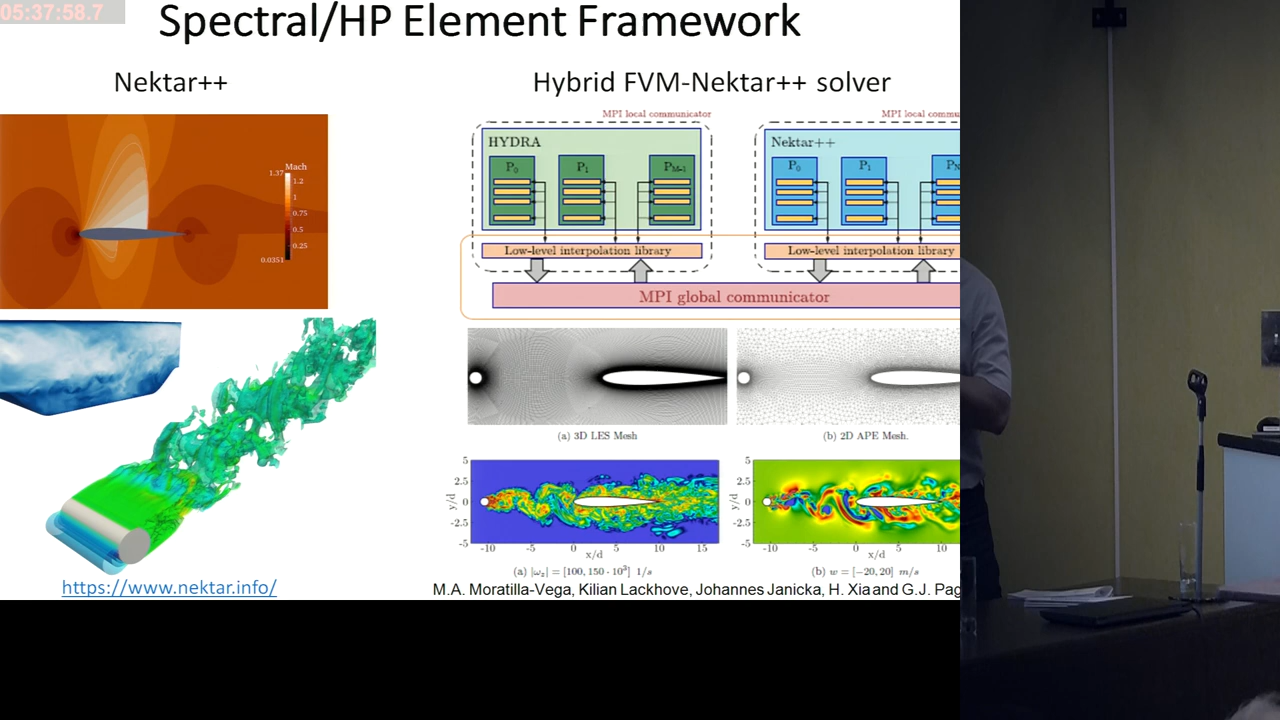 05:37:58.7
Spectral/HP Element Framework
Nektar++
Hybrid FVM-Nektar++ solver
MPI local communicator
MPI local commu
HYDRA
Nektar++
P0
P1
PM-1
P0
P1
PN
Mach
1.37
1.2
1
0.75
0.5
0.25
0.0351
Low-level interpolation library
Low-level interpolation library
MPI global communicator
(a) 3D LES Mesh
(b) 2D APE Mesh.
5
2.5
0
-2.5
-5
y/d
-10 -5 0 5 10 15
x/d
5
2.5
0
-2.5
-5
y/d
-10 -5 0 5 10
x/d
(a) |ωz| = [100, 150 · 10³] 1/s
(b) w = [−20, 20] m/s
https://www.nektar.info/
M.A. Moratilla-Vega, Kilian Lackhove, Johannes Janicka, H. Xia and G.J. Pag